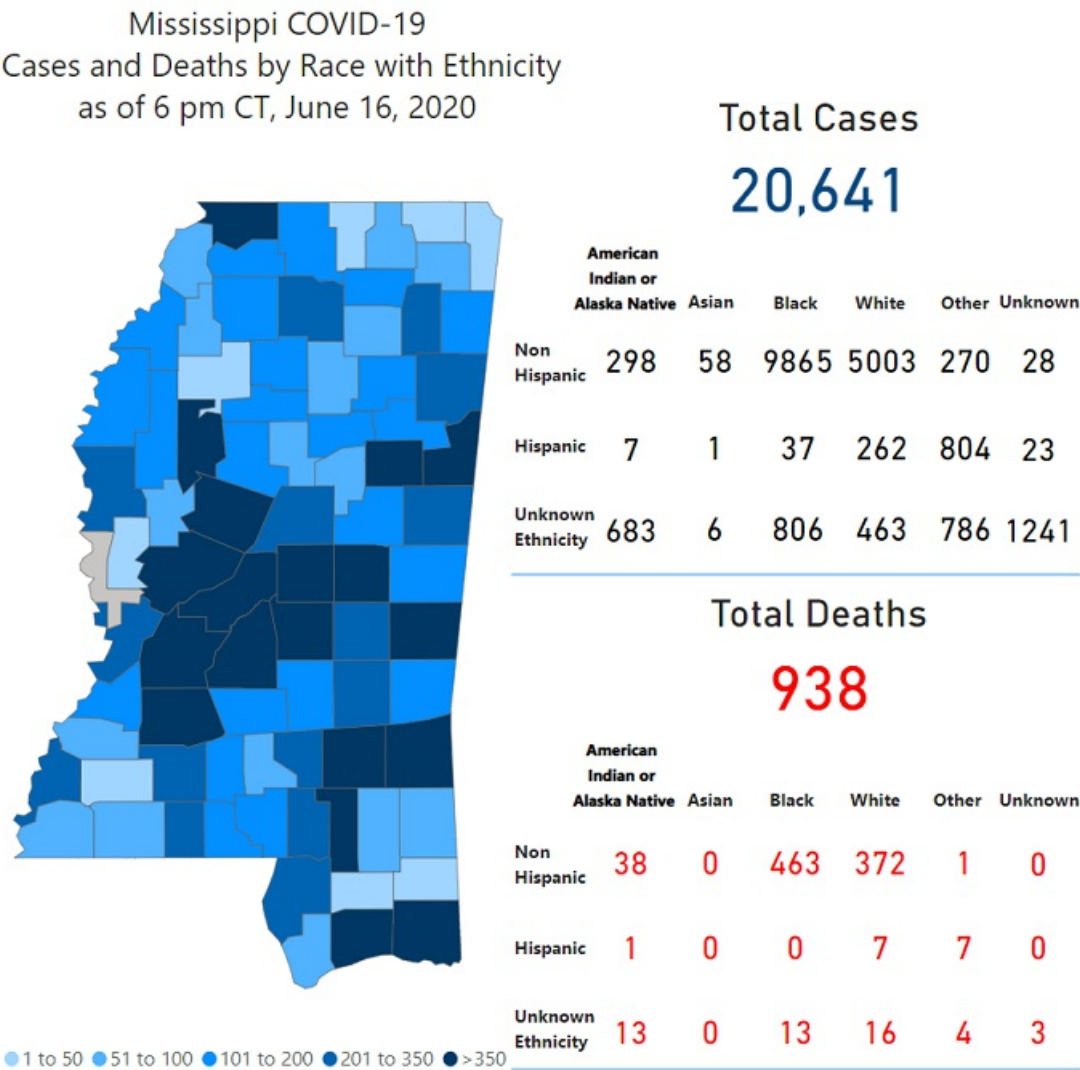 Mississippi COVID-19
Cases and Deaths by Race with Ethnicity
as of 6 pm CT, June 16, 2020
Total Cases
20,641
American
Indian or
Alaska Native Asian Black White Other Unknown
Non
Hispanic 298 58 9865 5003 270 28
Hispanic 7 1 37 262 804 23
Unknown
Ethnicity 683 6 806 463 786 1241
Total Deaths
938
American
Indian or
Alaska Native Asian Black White Other Unknown
Non
Hispanic 38 0 463 372 1 0
Hispanic 1 0 0 7 7 0
Unknown
Ethnicity 13 0 13 16 4 3
1 to 50 51 to 100 101 to 200 201 to 350 >350